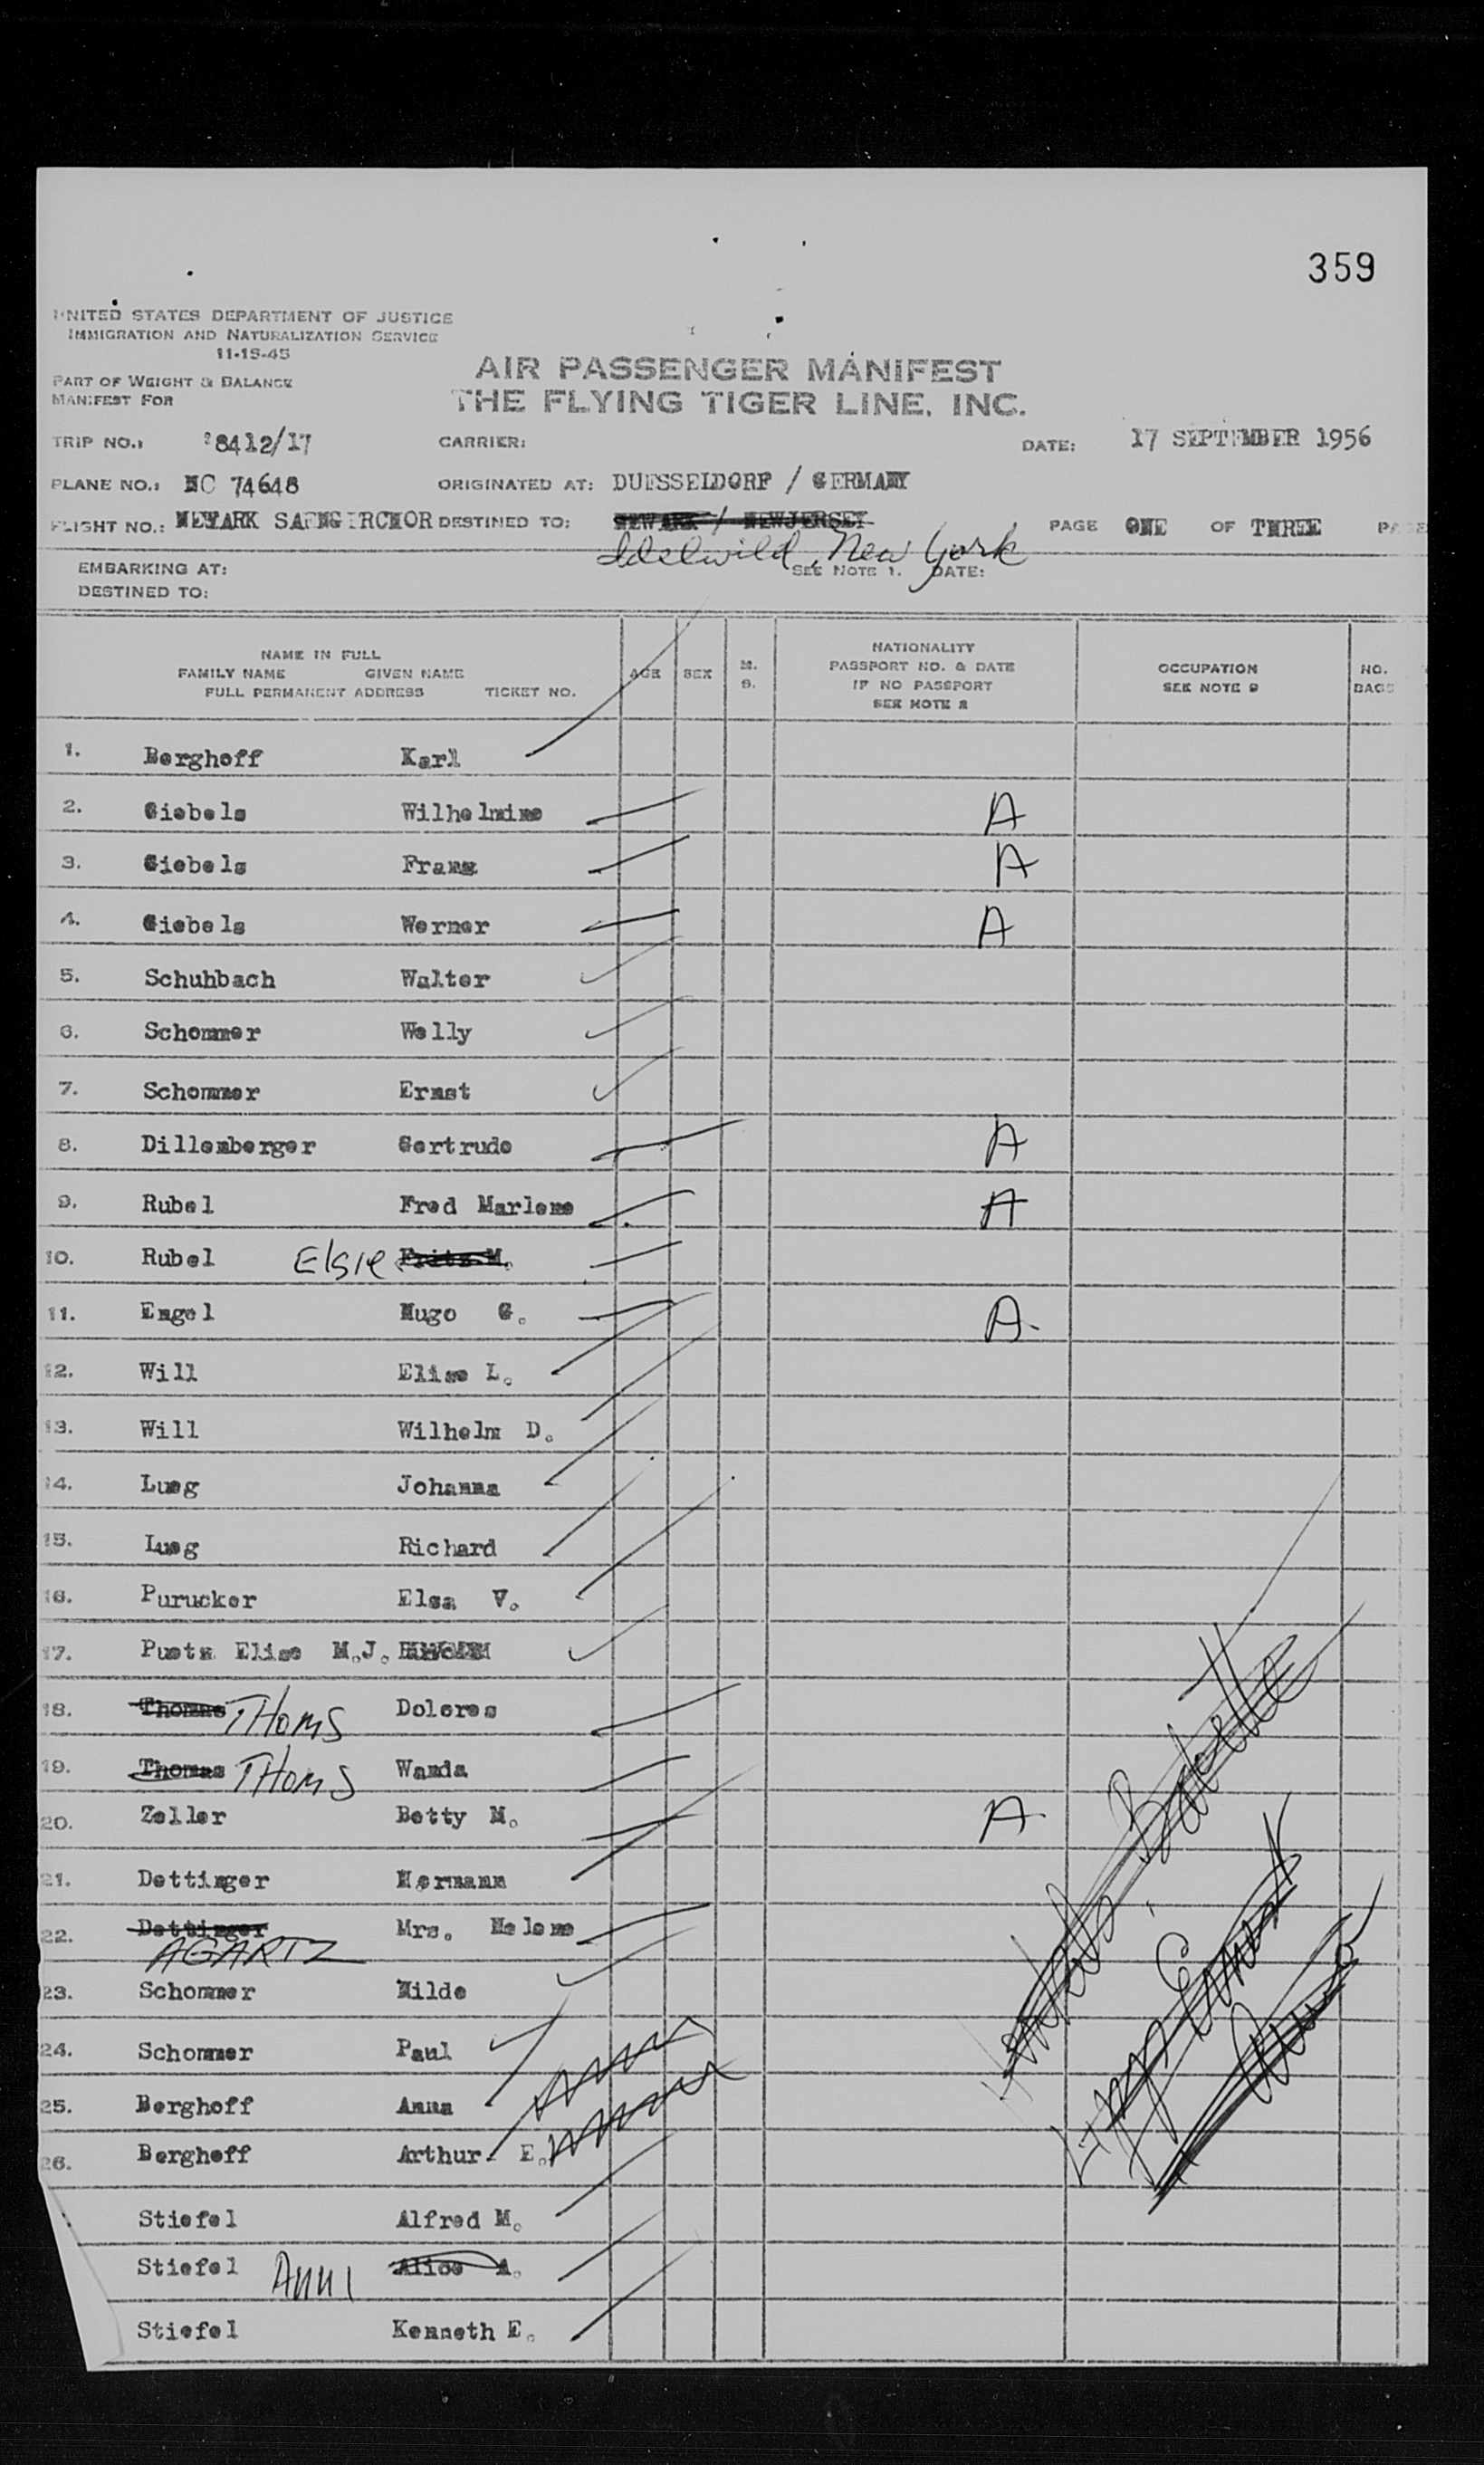 359
UNITED STATES DEPARTMENT OF JUSTICE
IMMIGRATION AND NATURALIZATION SERVICE
11-15-45
PART OF WEIGHT & BALANCE
MANIFEST FOR
AIR PASSENGER MANIFEST
THE FLYING TIGER LINE, INC.
TRIP NO.: 8412/17 CARRIER: DATE: 17 SEPTEMBER 1956
PLANE NO.: NC 74648 ORIGINATED AT: DUESSELDORF / GERMANY
FLIGHT NO.: DESTINED TO: NEWARK / NEWJERSEY PAGE ONE OF THREE
Idelwild, New York
EMBARKING AT: SEE NOTE 1. DATE:
DESTINED TO:
NAME IN FULL
FAMILY NAME GIVEN NAME
FULL PERMANENT ADDRESS TICKET NO.
AGE SEX M. S.
NATIONALITY
PASSPORT NO. & DATE
IF NO PASSPORT
SEE NOTE 2
OCCUPATION
SEE NOTE 9
NO.
BAGS
1. Berghoff Karl
2. Giebels Wilhelmine A
3. Giebels Franz A
4. Giebels Werner A
5. Schuhbach Walter
6. Schommer Welly
7. Schommer Ernst
8. Dillenberger Gertrude A
9. Rubel Fred Marlene A
10. Rubel Elsie Fritz M.
11. Engel Hugo G. A
12. Will Elise L.
13. Will Wilhelm D.
14. Lueg Johanna
15. Lueg Richard
16. Purucker Elsa V.
17. Puetz Elise M.J.
18. Thomas THOMS Dolores
19. Thomas THOMS Wanda
20. Zeller Betty M. A
21. Dettinger Hermann
22. Dettinger Mrs. Helene
AGARTZ
23. Schommer Hilde
24. Schommer Paul
25. Berghoff Anna
26. Berghoff Arthur E.
Stiefel Alfred M.
Stiefel Anni Alice A.
Stiefel Kenneth E.
Babette
Ernst